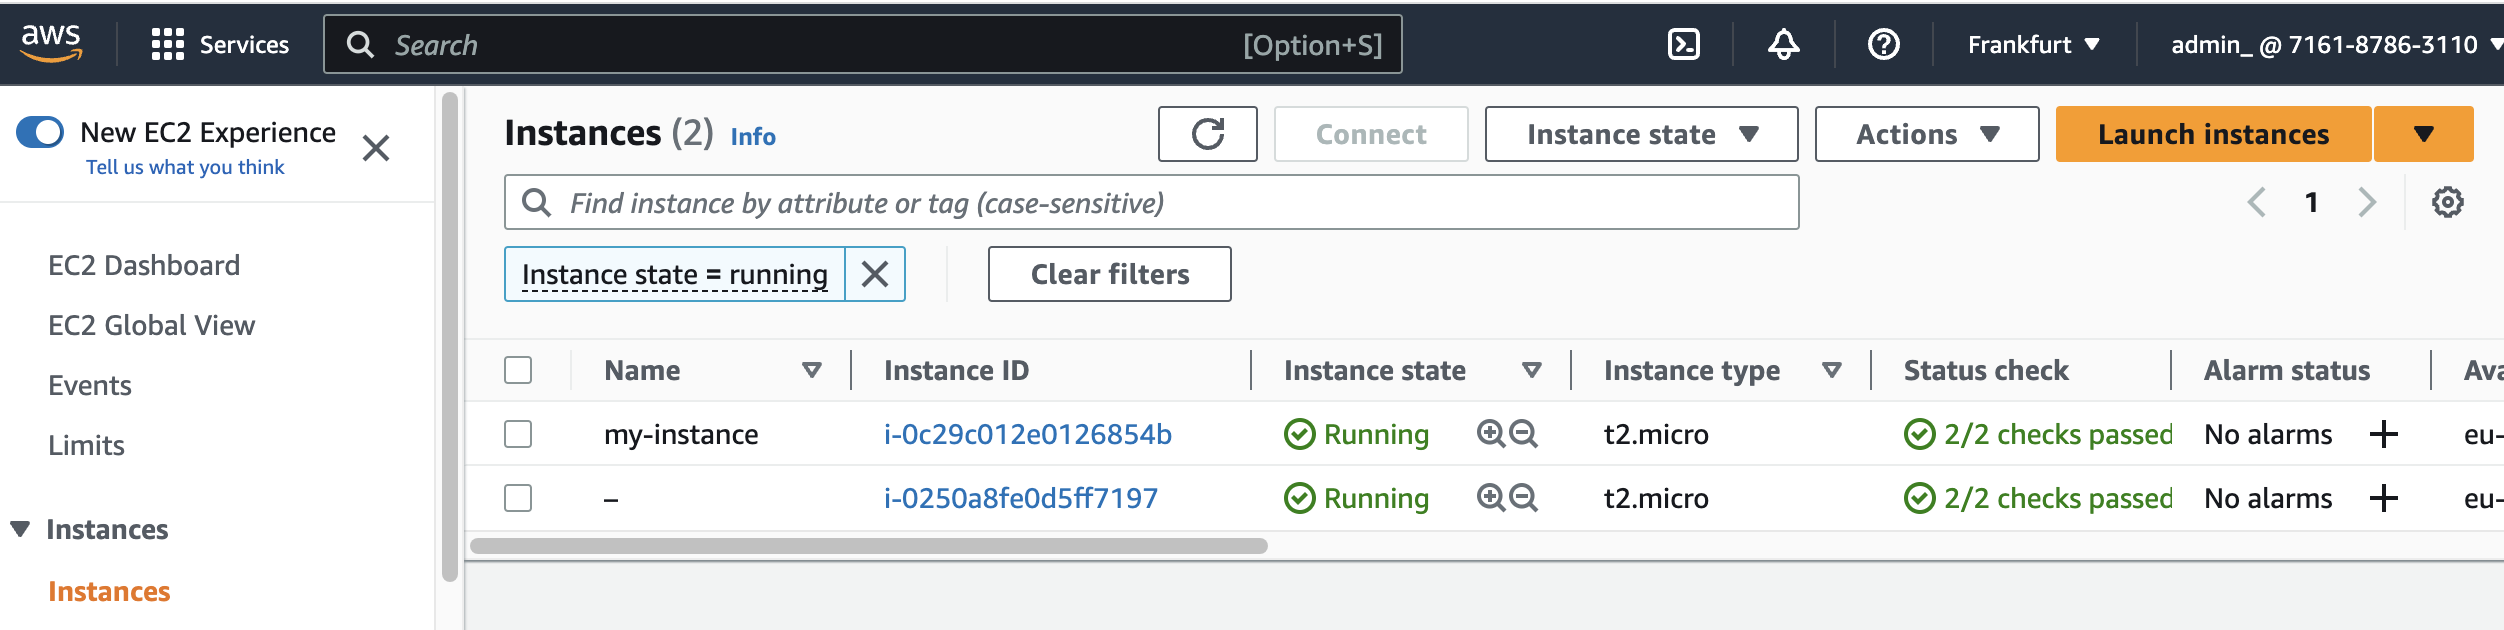 aws
Services
Search
[Option+S]
Frankfurt
admin_ @ 7161-8786-3110
New EC2 Experience
Tell us what you think
EC2 Dashboard
EC2 Global View
Events
Limits
Instances
Instances
Instances (2) Info
Connect
Instance state
Actions
Launch instances
Find instance by attribute or tag (case-sensitive)
1
Instance state = running
Clear filters
Name Instance ID Instance state Instance type Status check Alarm status Ava
my-instance i-0c29c012e0126854b Running t2.micro 2/2 checks passed No alarms + eu-
– i-0250a8fe0d5ff7197 Running t2.micro 2/2 checks passed No alarms + eu-